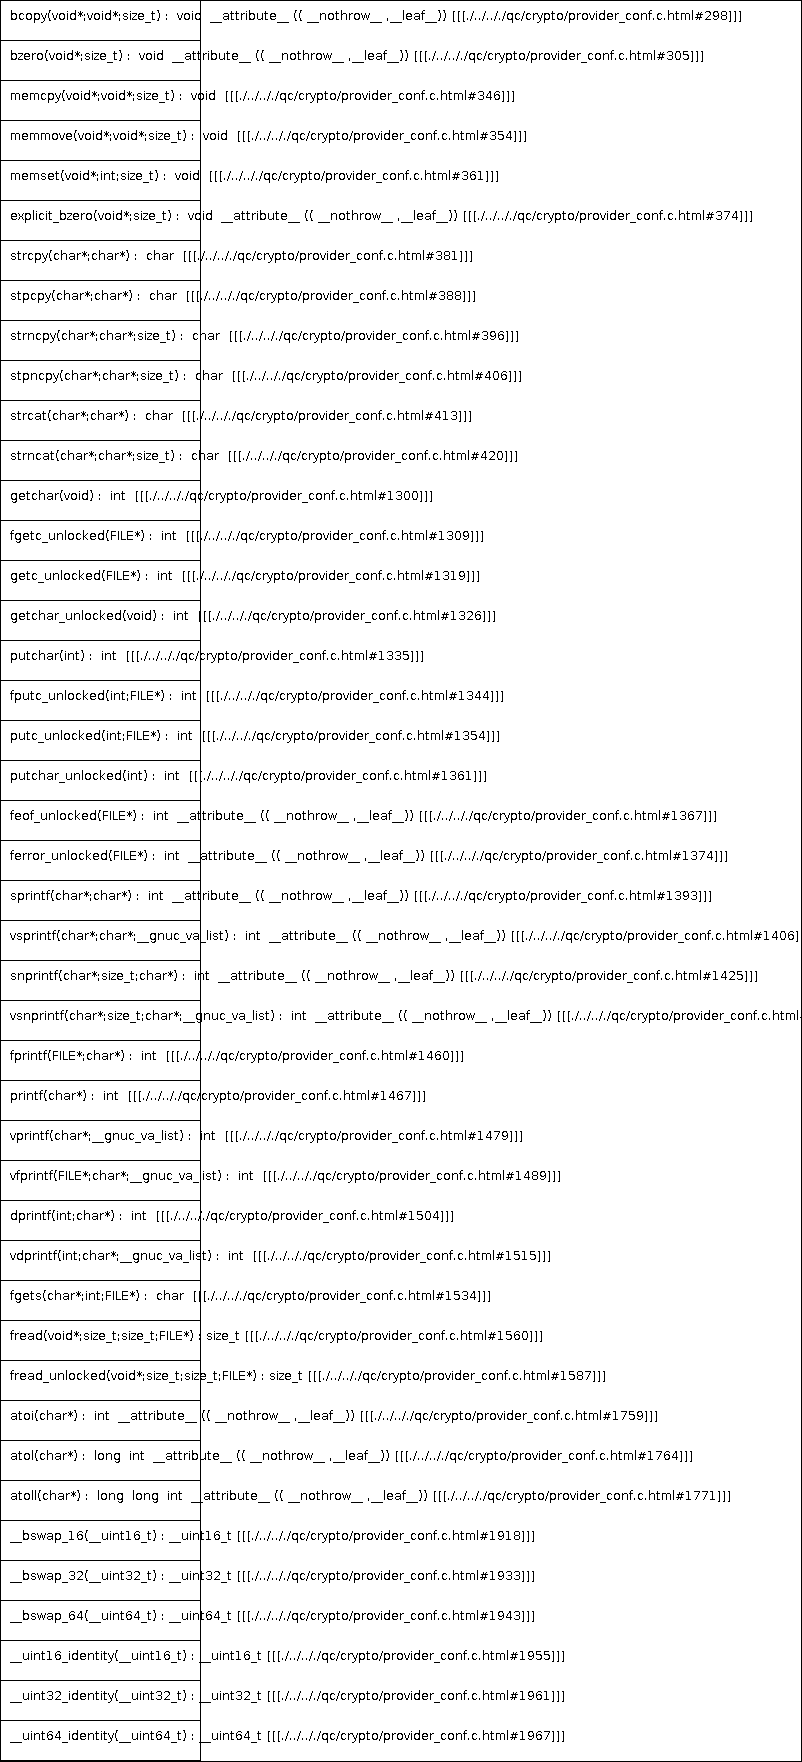 bcopy(void*;void*;size_t) : void __attribute__ (( __nothrow__ ,__leaf__)) [[[./../../../qc/crypto/provider_conf.c.html#298]]]
bzero(void*;size_t) : void __attribute__ (( __nothrow__ ,__leaf__)) [[[./../../../qc/crypto/provider_conf.c.html#305]]]
memcpy(void*;void*;size_t) : void [[[./../../../qc/crypto/provider_conf.c.html#346]]]
memmove(void*;void*;size_t) : void [[[./../../../qc/crypto/provider_conf.c.html#354]]]
memset(void*;int;size_t) : void [[[./../../../qc/crypto/provider_conf.c.html#361]]]
explicit_bzero(void*;size_t) : void __attribute__ (( __nothrow__ ,__leaf__)) [[[./../../../qc/crypto/provider_conf.c.html#374]]]
strcpy(char*;char*) : char [[[./../../../qc/crypto/provider_conf.c.html#381]]]
stpcpy(char*;char*) : char [[[./../../../qc/crypto/provider_conf.c.html#388]]]
strncpy(char*;char*;size_t) : char [[[./../../../qc/crypto/provider_conf.c.html#396]]]
stpncpy(char*;char*;size_t) : char [[[./../../../qc/crypto/provider_conf.c.html#406]]]
strcat(char*;char*) : char [[[./../../../qc/crypto/provider_conf.c.html#413]]]
strncat(char*;char*;size_t) : char [[[./../../../qc/crypto/provider_conf.c.html#420]]]
getchar(void) : int [[[./../../../qc/crypto/provider_conf.c.html#1300]]]
fgetc_unlocked(FILE*) : int [[[./../../../qc/crypto/provider_conf.c.html#1309]]]
getc_unlocked(FILE*) : int [[[./../../../qc/crypto/provider_conf.c.html#1319]]]
getchar_unlocked(void) : int [[[./../../../qc/crypto/provider_conf.c.html#1326]]]
putchar(int) : int [[[./../../../qc/crypto/provider_conf.c.html#1335]]]
fputc_unlocked(int;FILE*) : int [[[./../../../qc/crypto/provider_conf.c.html#1344]]]
putc_unlocked(int;FILE*) : int [[[./../../../qc/crypto/provider_conf.c.html#1354]]]
putchar_unlocked(int) : int [[[./../../../qc/crypto/provider_conf.c.html#1361]]]
feof_unlocked(FILE*) : int __attribute__ (( __nothrow__ ,__leaf__)) [[[./../../../qc/crypto/provider_conf.c.html#1367]]]
ferror_unlocked(FILE*) : int __attribute__ (( __nothrow__ ,__leaf__)) [[[./../../../qc/crypto/provider_conf.c.html#1374]]]
sprintf(char*;char*) : int __attribute__ (( __nothrow__ ,__leaf__)) [[[./../../../qc/crypto/provider_conf.c.html#1393]]]
vsprintf(char*;char*;__gnuc_va_list) : int __attribute__ (( __nothrow__ ,__leaf__)) [[[./../../../qc/crypto/provider_conf.c.html#1406]
snprintf(char*;size_t;char*) : int __attribute__ (( __nothrow__ ,__leaf__)) [[[./../../../qc/crypto/provider_conf.c.html#1425]]]
vsnprintf(char*;size_t;char*;__gnuc_va_list) : int __attribute__ (( __nothrow__ ,__leaf__)) [[[./../../../qc/crypto/provider_conf.c.html
fprintf(FILE*;char*) : int [[[./../../../qc/crypto/provider_conf.c.html#1460]]]
printf(char*) : int [[[./../../../qc/crypto/provider_conf.c.html#1467]]]
vprintf(char*;__gnuc_va_list) : int [[[./../../../qc/crypto/provider_conf.c.html#1479]]]
vfprintf(FILE*;char*;__gnuc_va_list) : int [[[./../../../qc/crypto/provider_conf.c.html#1489]]]
dprintf(int;char*) : int [[[./../../../qc/crypto/provider_conf.c.html#1504]]]
vdprintf(int;char*;__gnuc_va_list) : int [[[./../../../qc/crypto/provider_conf.c.html#1515]]]
fgets(char*;int;FILE*) : char [[[./../../../qc/crypto/provider_conf.c.html#1534]]]
fread(void*;size_t;size_t;FILE*) : size_t [[[./../../../qc/crypto/provider_conf.c.html#1560]]]
fread_unlocked(void*;size_t;size_t;FILE*) : size_t [[[./../../../qc/crypto/provider_conf.c.html#1587]]]
atoi(char*) : int __attribute__ (( __nothrow__ ,__leaf__)) [[[./../../../qc/crypto/provider_conf.c.html#1759]]]
atol(char*) : long int __attribute__ (( __nothrow__ ,__leaf__)) [[[./../../../qc/crypto/provider_conf.c.html#1764]]]
atoll(char*) : long long int __attribute__ (( __nothrow__ ,__leaf__)) [[[./../../../qc/crypto/provider_conf.c.html#1771]]]
__bswap_16(__uint16_t) : __uint16_t [[[./../../../qc/crypto/provider_conf.c.html#1918]]]
__bswap_32(__uint32_t) : __uint32_t [[[./../../../qc/crypto/provider_conf.c.html#1933]]]
__bswap_64(__uint64_t) : __uint64_t [[[./../../../qc/crypto/provider_conf.c.html#1943]]]
__uint16_identity(__uint16_t) : __uint16_t [[[./../../../qc/crypto/provider_conf.c.html#1955]]]
__uint32_identity(__uint32_t) : __uint32_t [[[./../../../qc/crypto/provider_conf.c.html#1961]]]
__uint64_identity(__uint64_t) : __uint64_t [[[./../../../qc/crypto/provider_conf.c.html#1967]]]